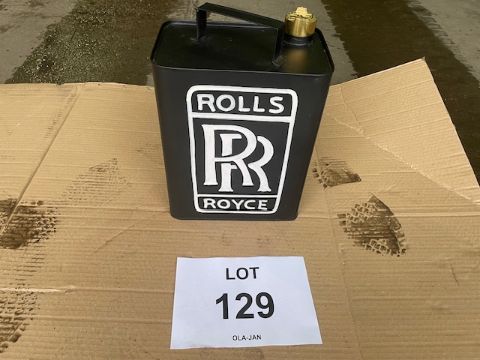 ROLLS
RR
ROYCE
LOT
129
OLA-JAN